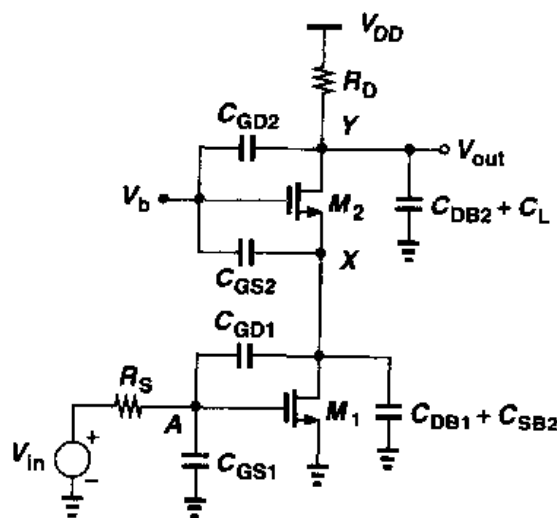 V_DD
R_D
C_GD2
Y
V_out
V_b
M_2
C_DB2 + C_L
C_GS2
X
C_GD1
R_S
A
M_1
C_DB1 + C_SB2
V_in
+
−
C_GS1